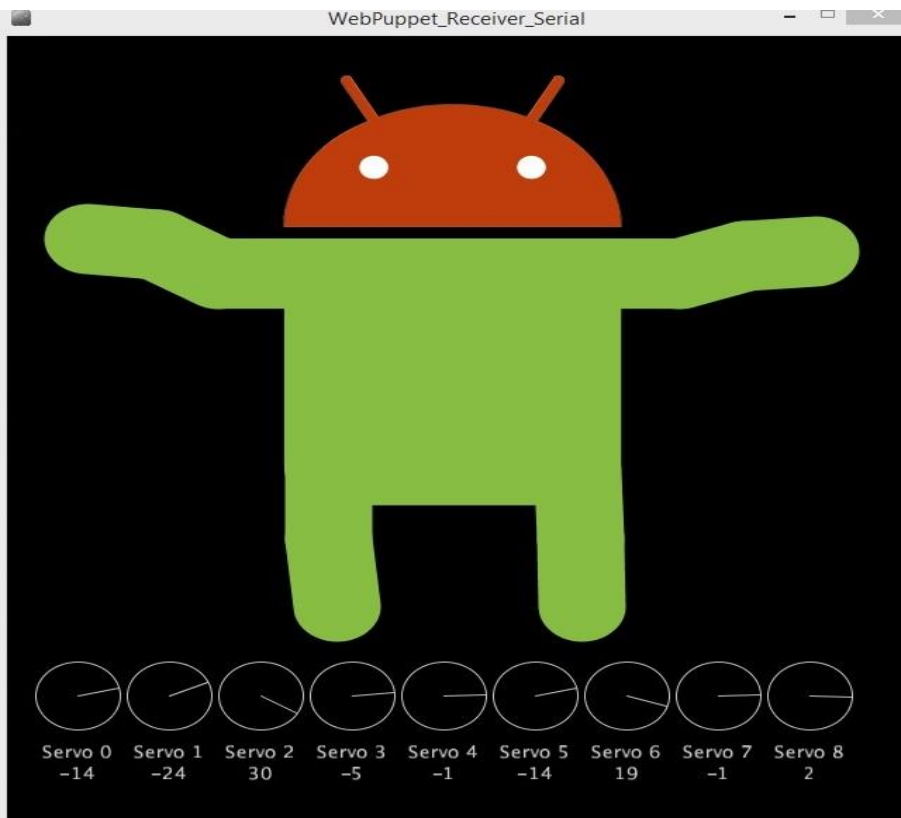 WebPuppet_Receiver_Serial
Servo 0 Servo 1 Servo 2 Servo 3 Servo 4 Servo 5 Servo 6 Servo 7 Servo 8
-14 -24 30 -5 -1 -14 19 -1 2